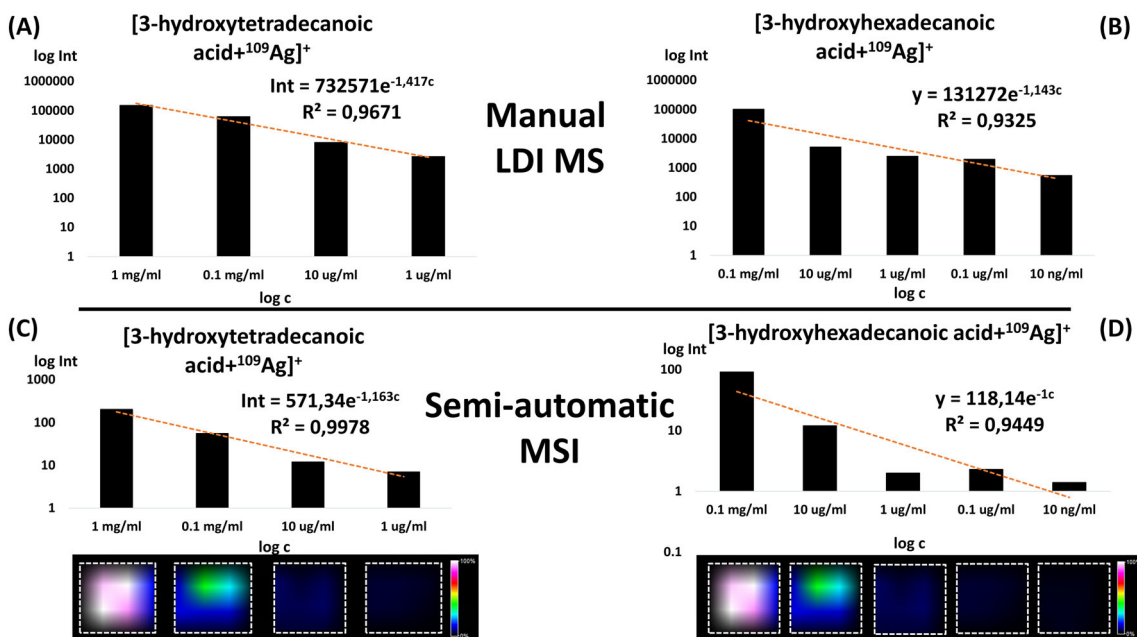 (A)
[3-hydroxytetradecanoic
acid+¹⁰⁹Ag]⁺
log Int
Int = 732571e⁻¹,⁴¹⁷ᶜ
R² = 0,9671
1000000
100000
10000
1000
100
10
1
1 mg/ml 0.1 mg/ml 10 ug/ml 1 ug/ml
log c
Manual
LDI MS
(B)
[3-hydroxyhexadecanoic
acid+¹⁰⁹Ag]⁺
log Int
y = 131272e⁻¹,¹⁴³ᶜ
R² = 0,9325
1000000
100000
10000
1000
100
10
1
0.1 mg/ml 10 ug/ml 1 ug/ml 0.1 ug/ml 10 ng/ml
log c
(C)
[3-hydroxytetradecanoic
acid+¹⁰⁹Ag]⁺
log Int
Int = 571,34e⁻¹,¹⁶³ᶜ
R² = 0,9978
1000
100
10
1
1 mg/ml 0.1 mg/ml 10 ug/ml 1 ug/ml
log c
100%
0%
Semi-automatic
MSI
(D)
[3-hydroxyhexadecanoic acid+¹⁰⁹Ag]⁺
log Int
y = 118,14e⁻¹ᶜ
R² = 0,9449
100
10
1
0.1
0.1 mg/ml 10 ug/ml 1 ug/ml 0.1 ug/ml 10 ng/ml
log c
100%